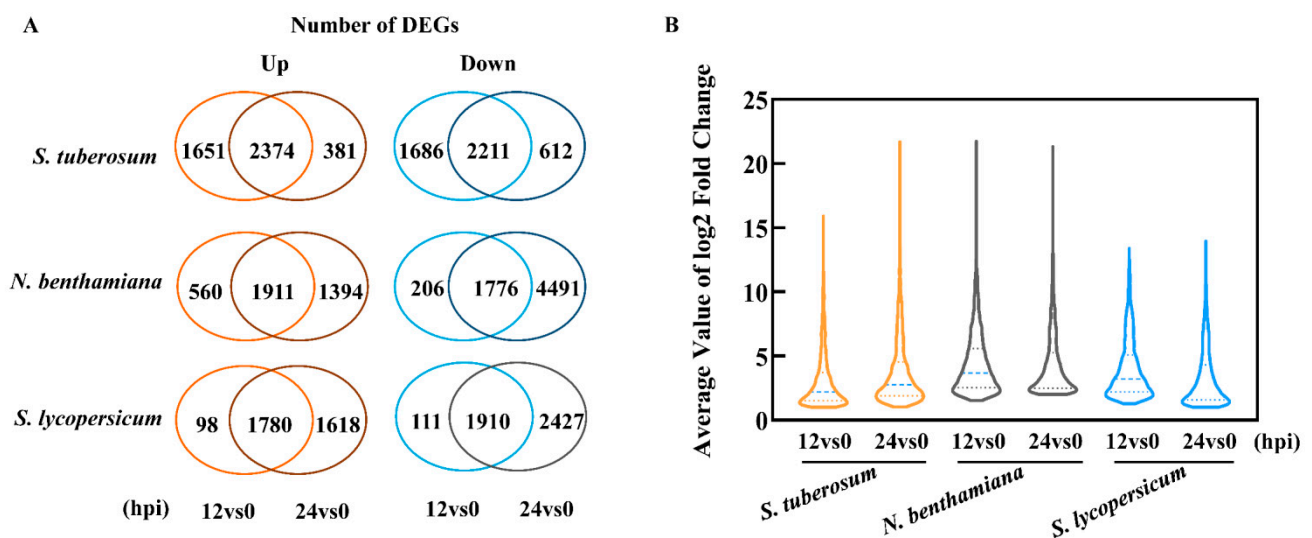 A
Number of DEGs
Up
Down
S. tuberosum
1651
2374
381
1686
2211
612
N. benthamiana
560
1911
1394
206
1776
4491
S. lycopersicum
98
1780
1618
111
1910
2427
(hpi)
12vs0
24vs0
12vs0
24vs0
B
Average Value of log2 Fold Change
25
20
15
10
5
0
12vs0
24vs0
12vs0
24vs0
12vs0
24vs0
(hpi)
S. tuberosum
N. benthamiana
S. lycopersicum